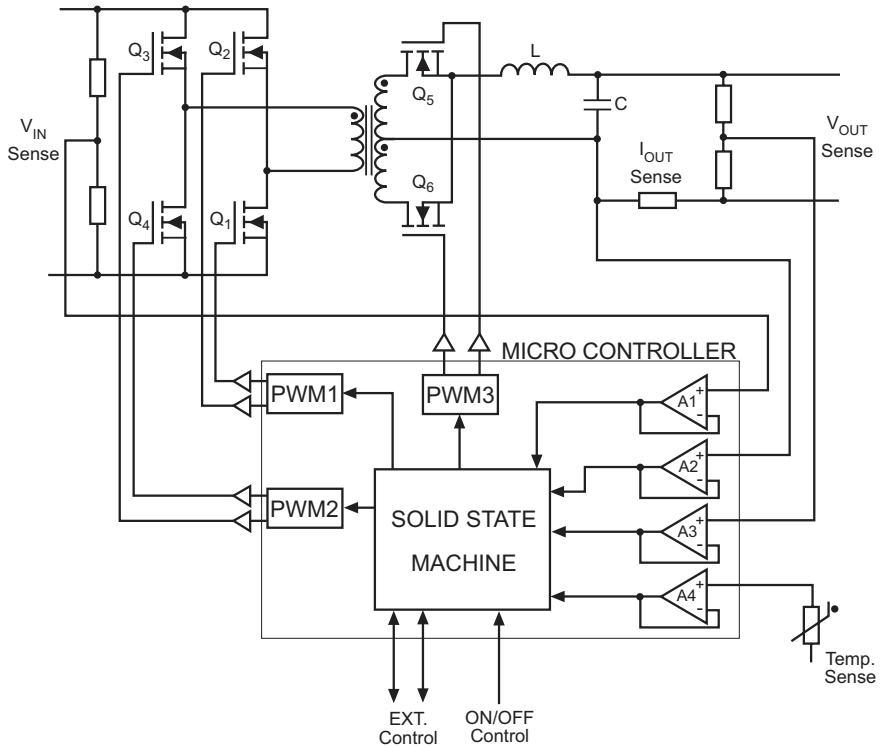 Q3
Q2
L
Q5
C
VIN
Sense
VOUT
Sense
IOUT
Sense
Q6
Q4
Q1
MICRO CONTROLLER
PWM1
PWM3
A1
+
-
A2
+
-
PWM2
SOLID STATE
MACHINE
A3
+
-
A4
+
-
Temp.
Sense
EXT.
Control
ON/OFF
Control